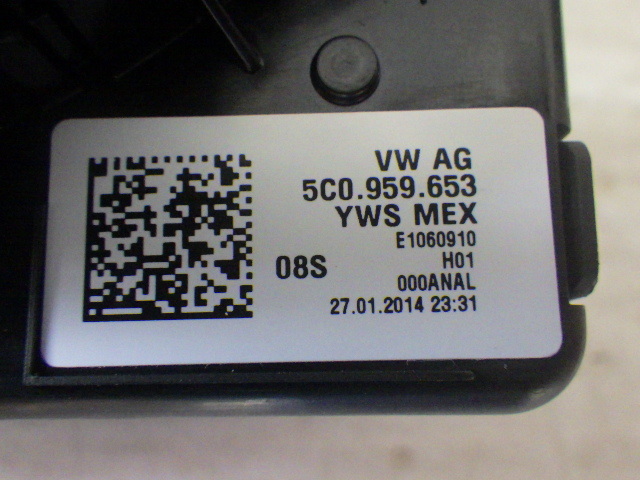 VW AG
5C0.959.653
YWS MEX
E1060910
08S H01
000ANAL
27.01.2014 23:31